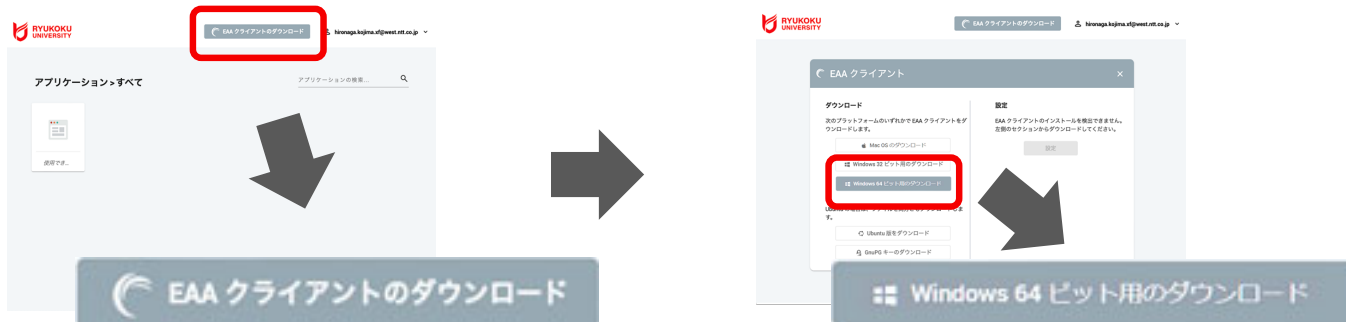 RYUKOKU
UNIVERSITY
EAA クライアントのダウンロード
hironaga.kojima.xf@west.ntt.co.jp
アプリケーション > すべて
アプリケーションの検索...
使用でき...
EAA クライアントのダウンロード
RYUKOKU
UNIVERSITY
EAA クライアントのダウンロード
hironaga.kojima.xf@west.ntt.co.jp
EAA クライアント
×
ダウンロード
次のプラットフォームのいずれかで EAA クライアントをダ
ウンロードします。
Mac OS のダウンロード
Windows 32 ビット用のダウンロード
Windows 64 ビット用のダウンロード
す。
Ubuntu 版をダウンロード
GnuPG キーのダウンロード
設定
EAA クライアントのインストールを検出できません。
左側のセクションからダウンロードしてください。
設定
Windows 64 ビット用のダウンロード